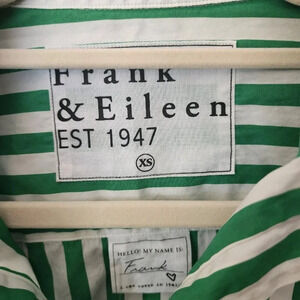 Frank
& Eileen
EST 1947
XS
HELLO! MY NAME IS:
Frank